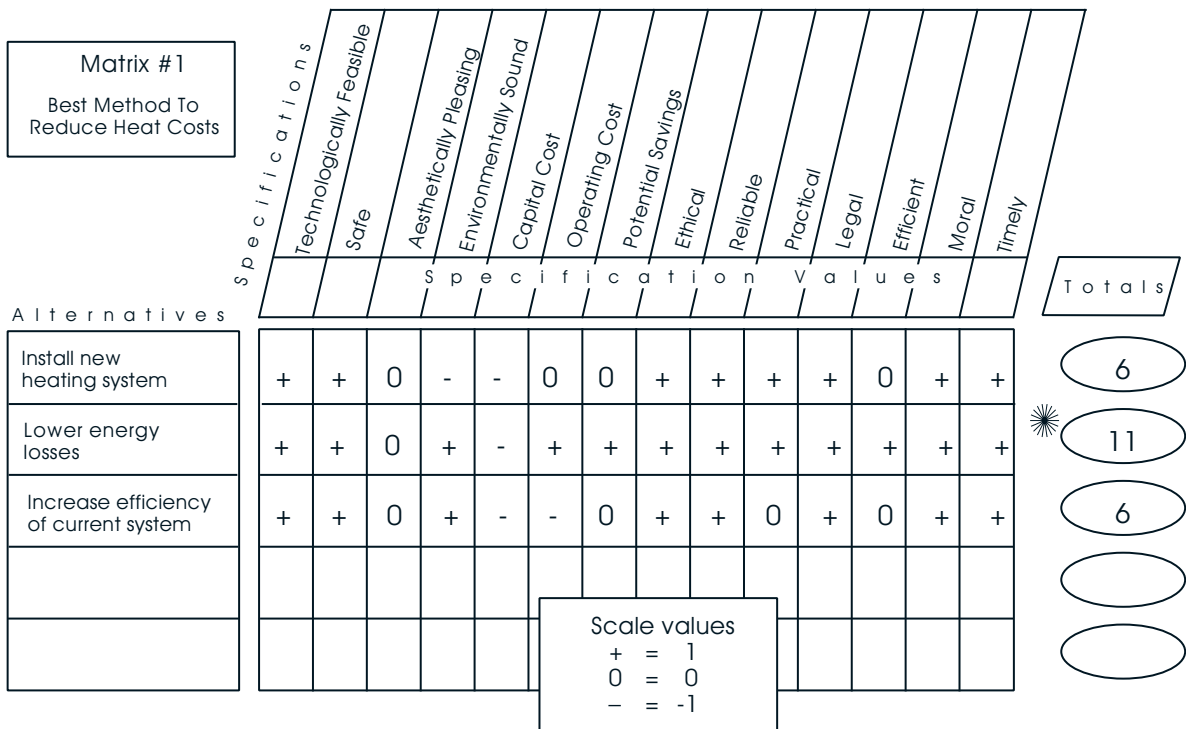 Matrix #1
Best Method To
Reduce Heat Costs
Specifications
Technologically Feasible
Safe
Aesthetically Pleasing
Environmentally Sound
Capital Cost
Operating Cost
Potential Savings
Ethical
Reliable
Practical
Legal
Efficient
Moral
Timely
Specification Values
Totals
Alternatives
Install new
heating system
+ + 0 - - 0 0 + + + + 0 + +
6
Lower energy
losses
+ + 0 + - + + + + + + + + +
11
Increase efficiency
of current system
+ + 0 + - - 0 + + 0 + 0 + +
6
Scale values
+ = 1
0 = 0
– = -1